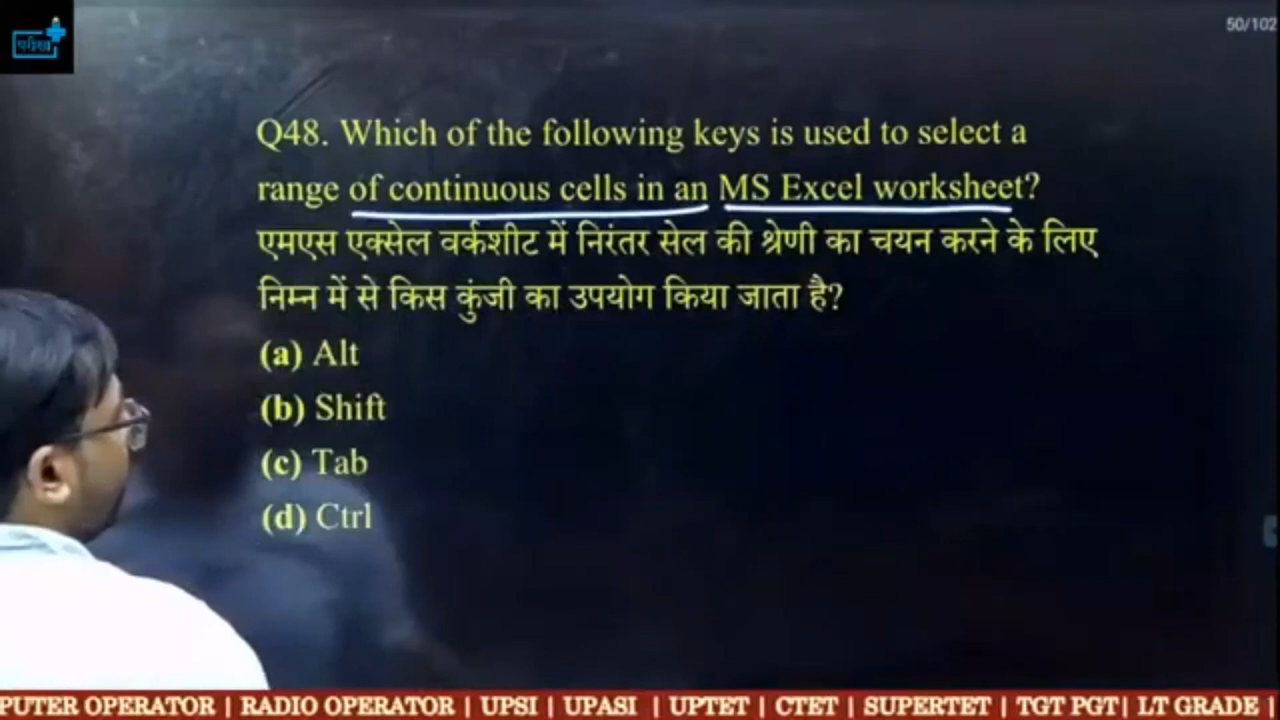 परीक्षा
50/102
Q48. Which of the following keys is used to select a
range of continuous cells in an MS Excel worksheet?
एमएस एक्सेल वर्कशीट में निरंतर सेल की श्रेणी का चयन करने के लिए
निम्न में से किस कुंजी का उपयोग किया जाता है?
(a) Alt
(b) Shift
(c) Tab
(d) Ctrl
PUTER OPERATOR | RADIO OPERATOR | UPSI | UPASI | UPTET | CTET | SUPERTET | TGT PGT| LT GRADE |